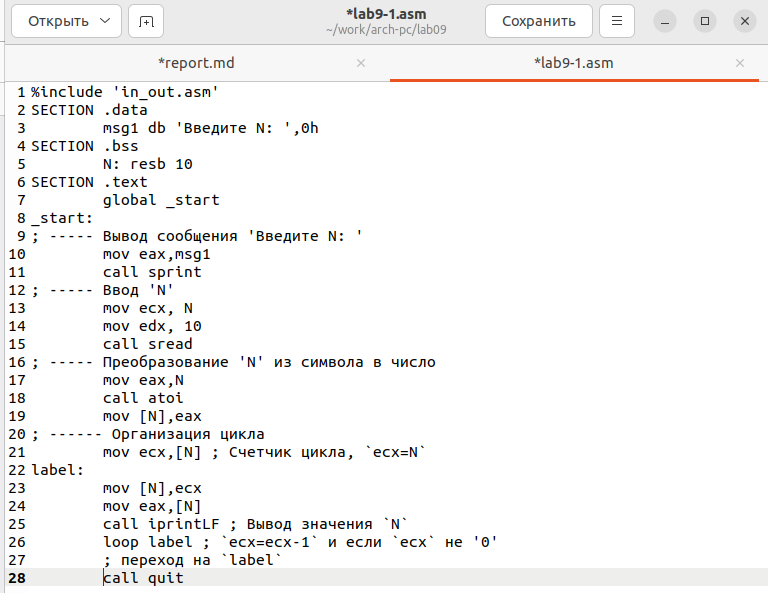 Открыть
*lab9-1.asm
~/work/arch-pc/lab09
Сохранить
*report.md
*lab9-1.asm
1 %include 'in_out.asm'
2 SECTION .data
3 msg1 db 'Введите N: ',0h
4 SECTION .bss
5 N: resb 10
6 SECTION .text
7 global _start
8 _start:
9 ; ----- Вывод сообщения 'Введите N: '
10 mov eax,msg1
11 call sprint
12 ; ----- Ввод 'N'
13 mov ecx, N
14 mov edx, 10
15 call sread
16 ; ----- Преобразование 'N' из символа в число
17 mov eax,N
18 call atoi
19 mov [N],eax
20 ; ------ Организация цикла
21 mov ecx,[N] ; Счетчик цикла, `ecx=N`
22 label:
23 mov [N],ecx
24 mov eax,[N]
25 call iprintLF ; Вывод значения `N`
26 loop label ; `ecx=ecx-1` и если `ecx` не '0'
27 ; переход на `label`
28 call quit